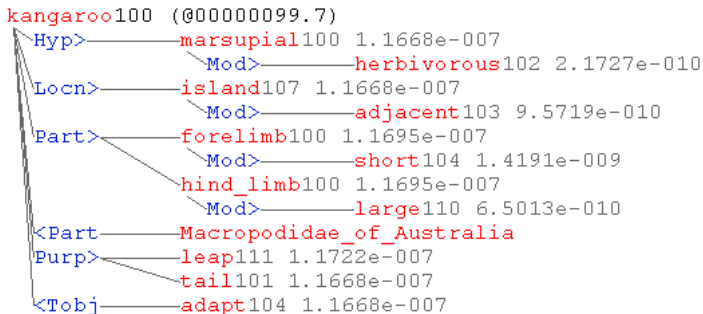 kangaroo100 (@00000099.7)
Hyp> marsupial100 1.1668e-007
Mod> herbivorous102 2.1727e-010
Locn> island107 1.1668e-007
Mod> adjacent103 9.5719e-010
Part> forelimb100 1.1695e-007
Mod> short104 1.4191e-009
hind_limb100 1.1695e-007
Mod> large110 6.5013e-010
<Part Macropodidae_of_Australia
Purp> leap111 1.1722e-007
tail101 1.1668e-007
<Tobj adapt104 1.1668e-007